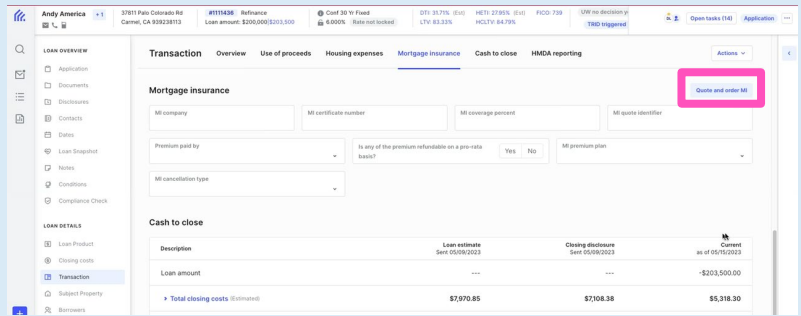 Andy America +1
37811 Palo Colorado Rd
Carmel, CA 939238113
#1111436 Refinance
Loan amount: $200,000|$203,500
Conf 30 Yr Fixed
6.000% Rate not locked
DTI: 31.71% (Est) HETI: 27.95% (Est) FICO: 739
LTV: 83.33% HCLTV: 84.79%
UW no decision y
TRID triggered
Open tasks (14)
Application
LOAN OVERVIEW
Application
Documents
Disclosures
Contacts
Dates
Loan Snapshot
Notes
Conditions
Compliance Check
LOAN DETAILS
Loan Product
Closing costs
Transaction
Subject Property
Borrowers
Transaction Overview Use of proceeds Housing expenses Mortgage insurance Cash to close HMDA reporting
Actions
Mortgage insurance
Quote and order MI
MI company
MI certificate number
MI coverage percent
MI quote identifier
Premium paid by
Is any of the premium refundable on a pro-rata
basis?
Yes No
MI premium plan
MI cancellation type
Cash to close
Description
Loan estimate
Sent 05/09/2023
Closing disclosure
Sent 05/09/2023
Current
as of 05/15/2023
Loan amount --- --- -$203,500.00
Total closing costs (Estimated) $7,970.85 $7,108.38 $5,318.30